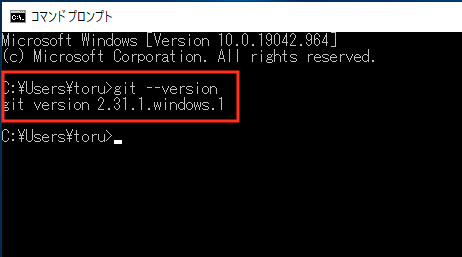 コマンド プロンプト
Microsoft Windows [Version 10.0.19042.964]
(c) Microsoft Corporation. All rights reserved.
C:¥Users¥toru>git --version
git version 2.31.1.windows.1
C:¥Users¥toru>